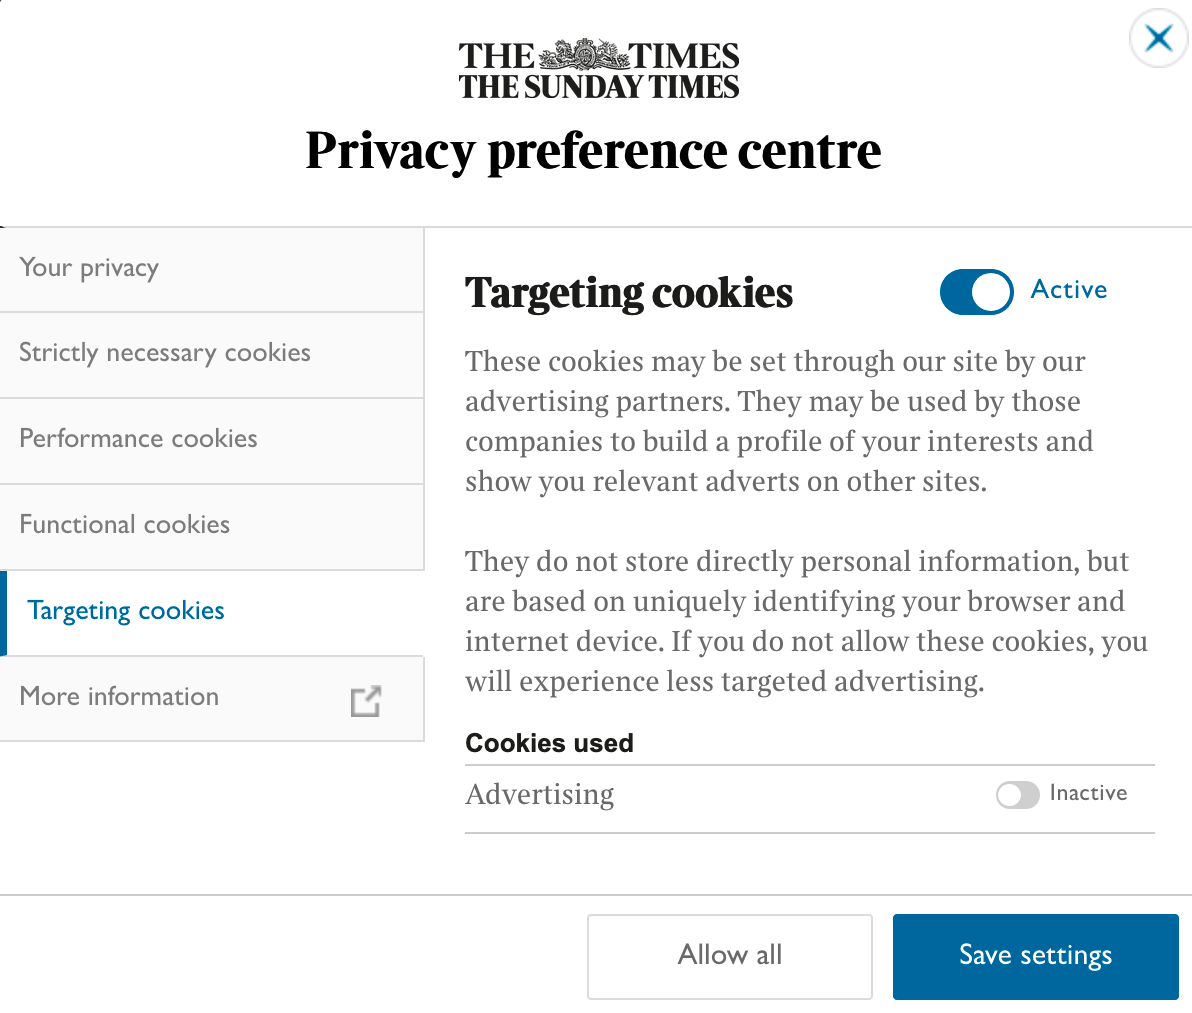 THE TIMES
THE SUNDAY TIMES
Privacy preference centre
Your privacy
Strictly necessary cookies
Performance cookies
Functional cookies
Targeting cookies
More information
Targeting cookies
Active
These cookies may be set through our site by our
advertising partners. They may be used by those
companies to build a profile of your interests and
show you relevant adverts on other sites.
They do not store directly personal information, but
are based on uniquely identifying your browser and
internet device. If you do not allow these cookies, you
will experience less targeted advertising.
Cookies used
Advertising
Inactive
Allow all
Save settings